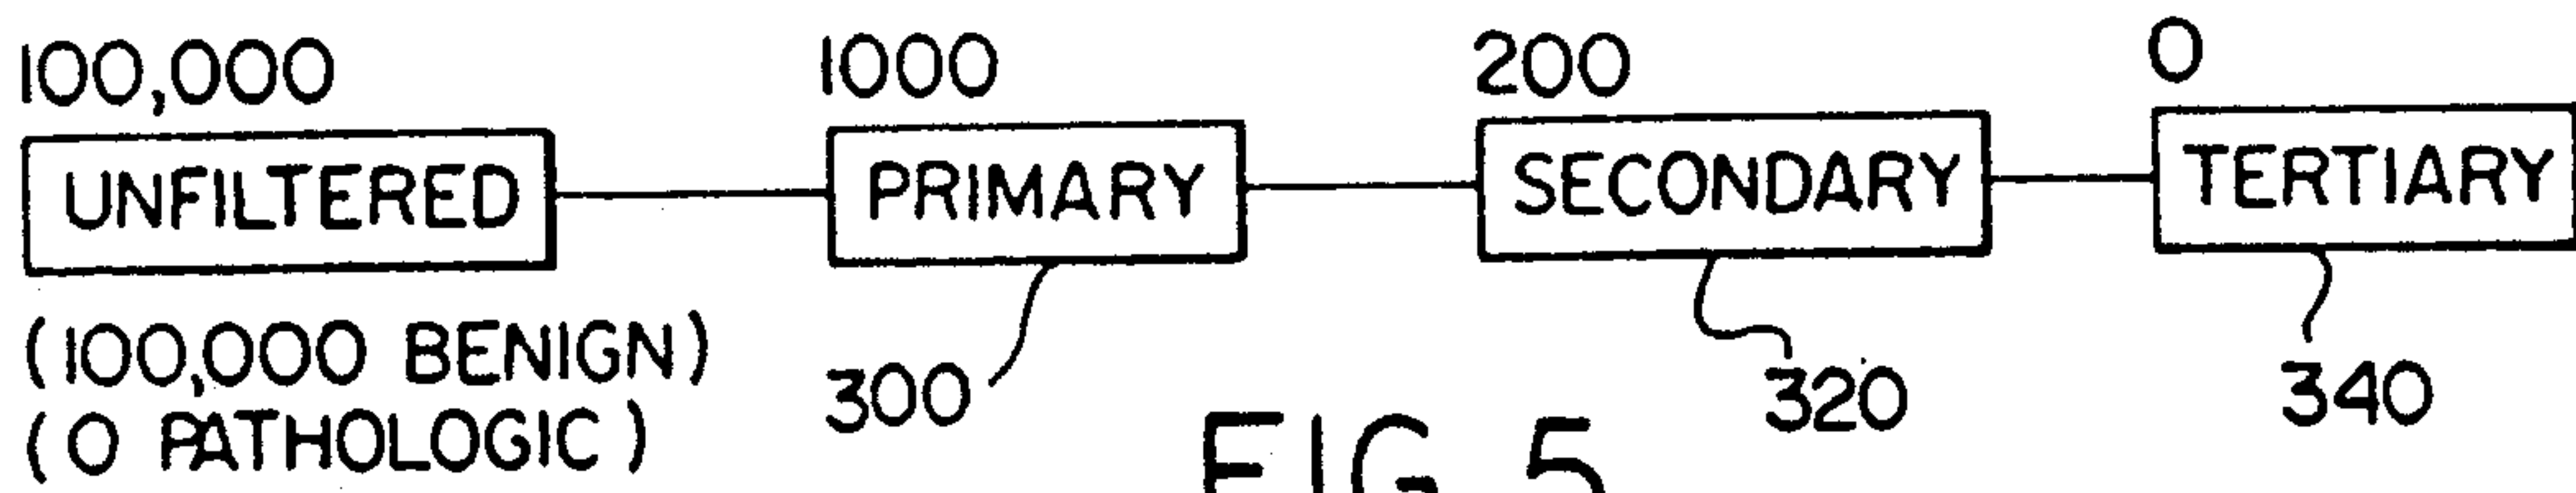 100,000 1000 200 0
UNFILTERED PRIMARY SECONDARY TERTIARY
(100,000 BENIGN)
(0 PATHOLOGIC)
300 320 340
FIG 5